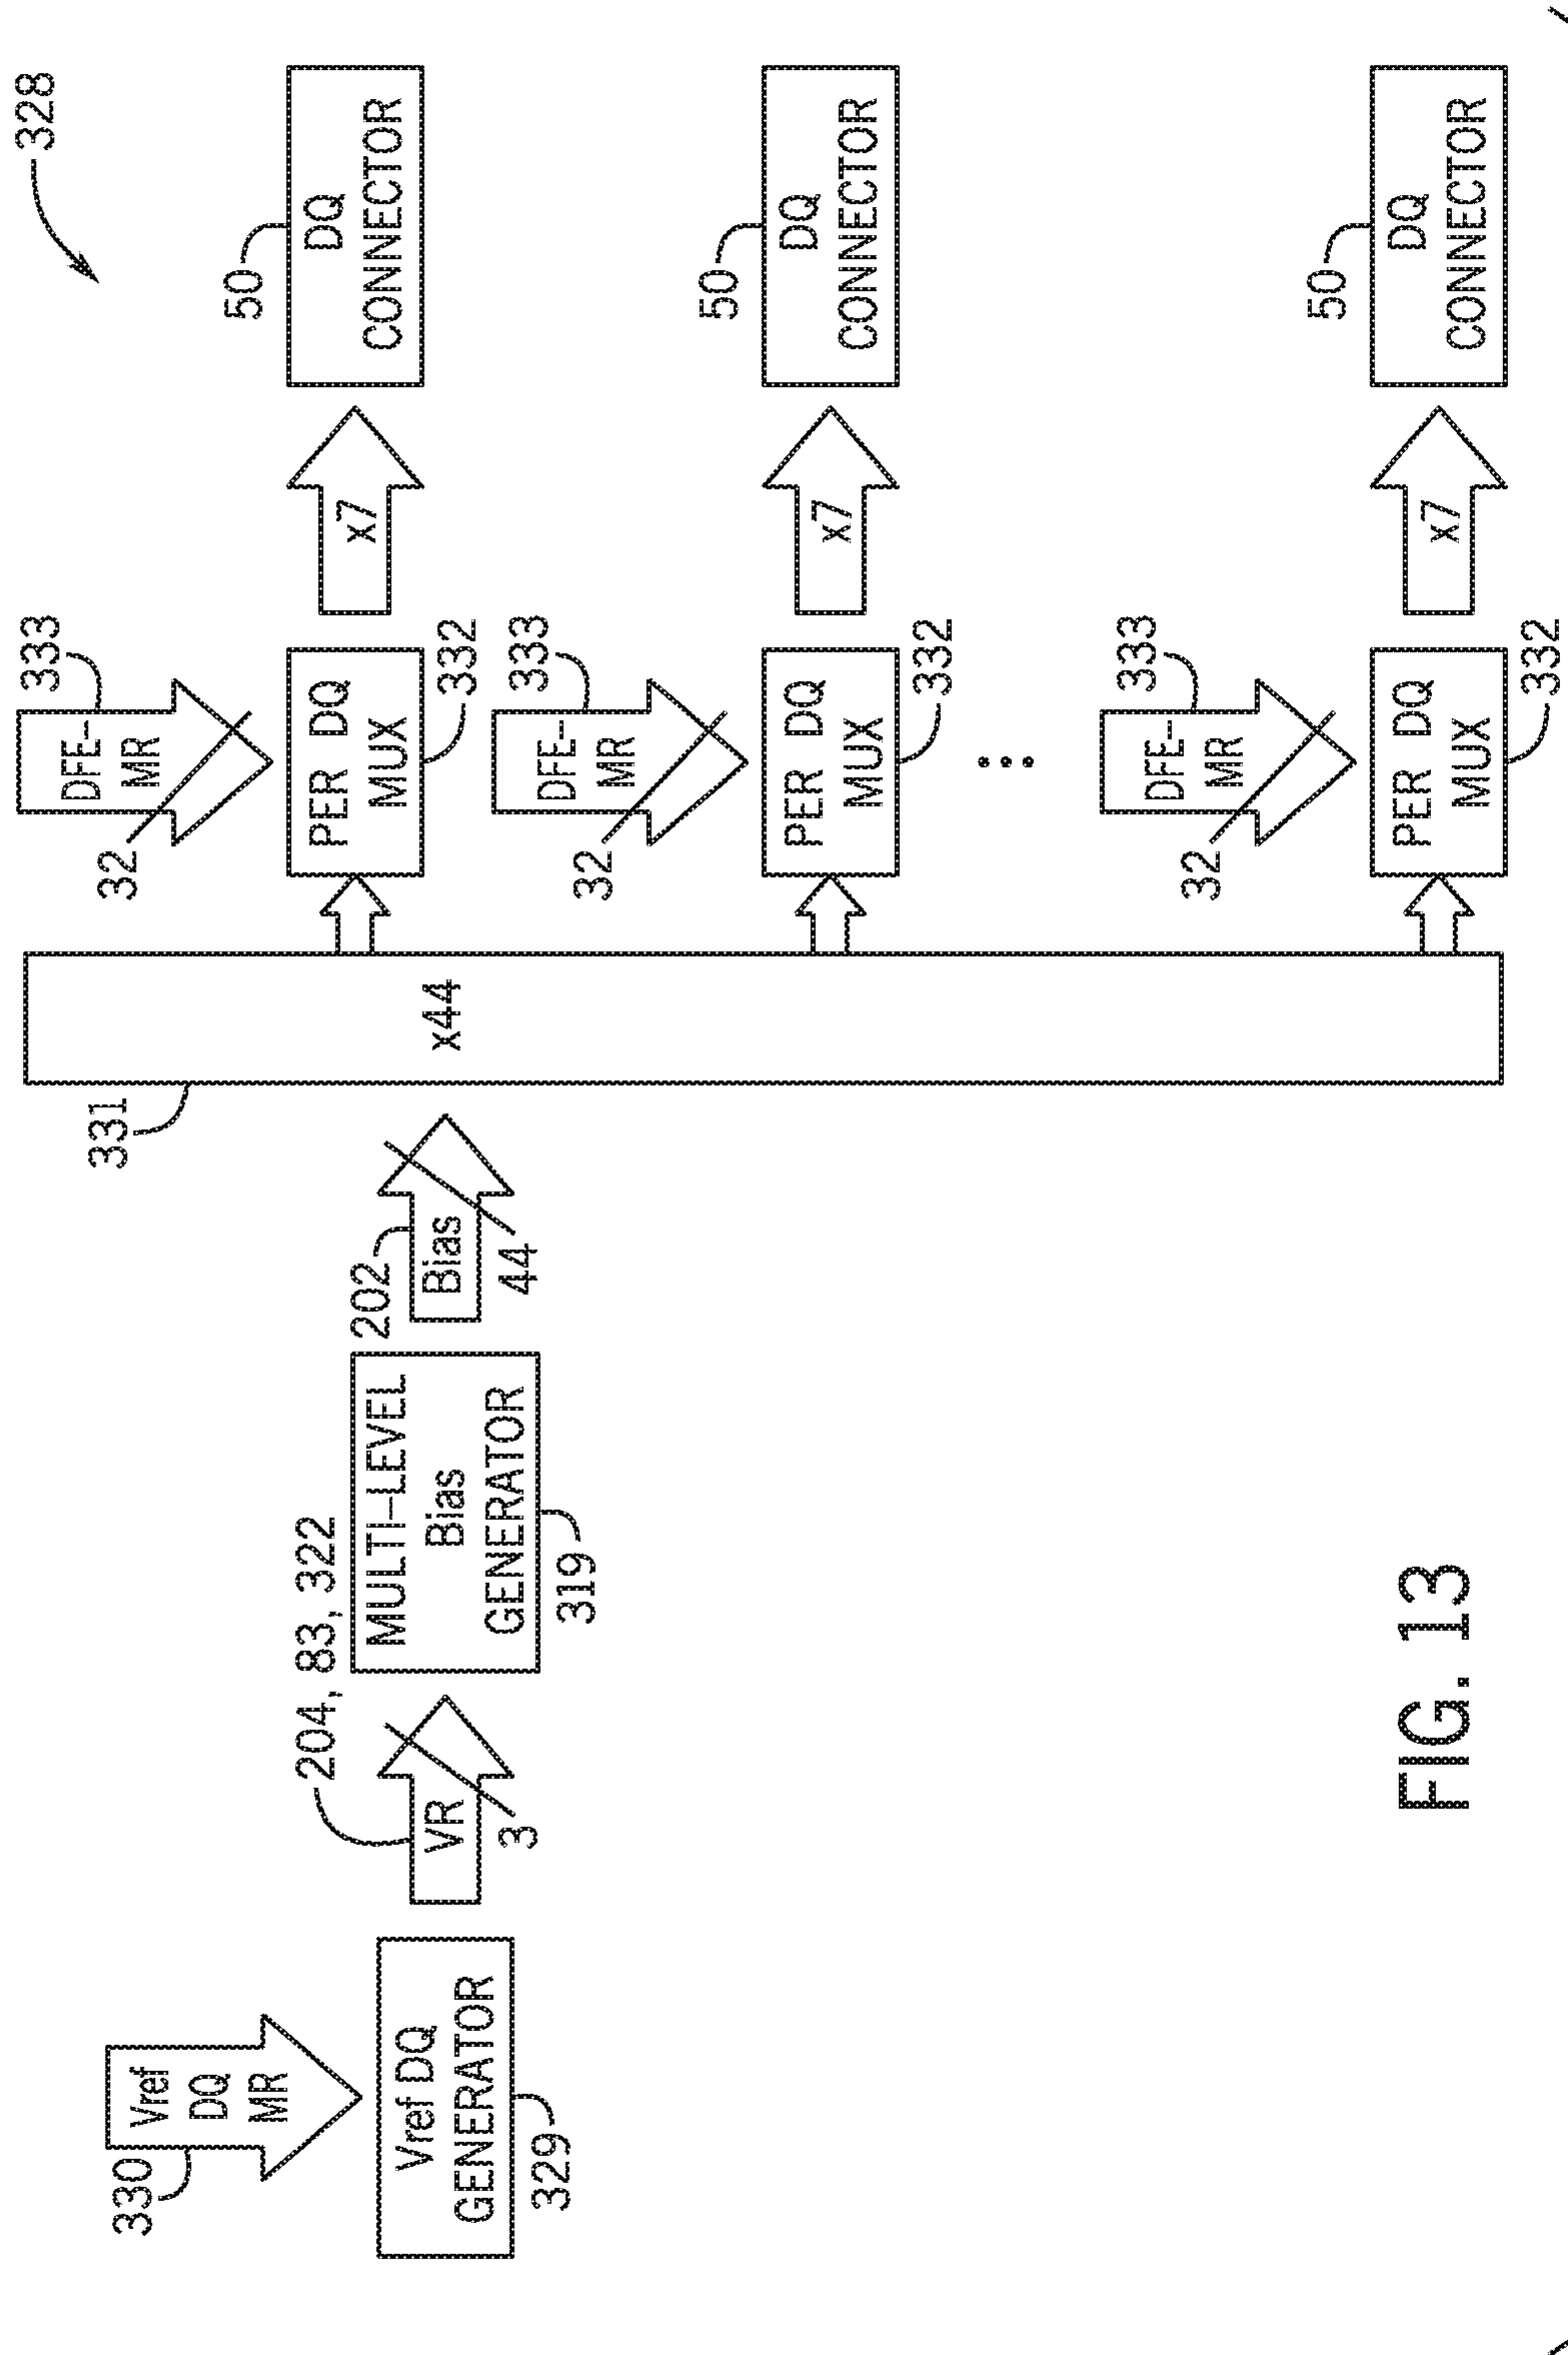 328
330
Vref
DQ
MR
Vref DQ
GENERATOR
329
204, 83, 322
VR
3
MULTI-LEVEL
Bias
GENERATOR
319
202
Bias
44
331
x44
DFE-
MR
333
32
PER DQ
MUX
332
x7
50
DQ
CONNECTOR
DFE-
MR
333
32
PER DQ
MUX
332
x7
50
DQ
CONNECTOR
DFE-
MR
333
32
PER DQ
MUX
332
x7
50
DQ
CONNECTOR
FIG. 13